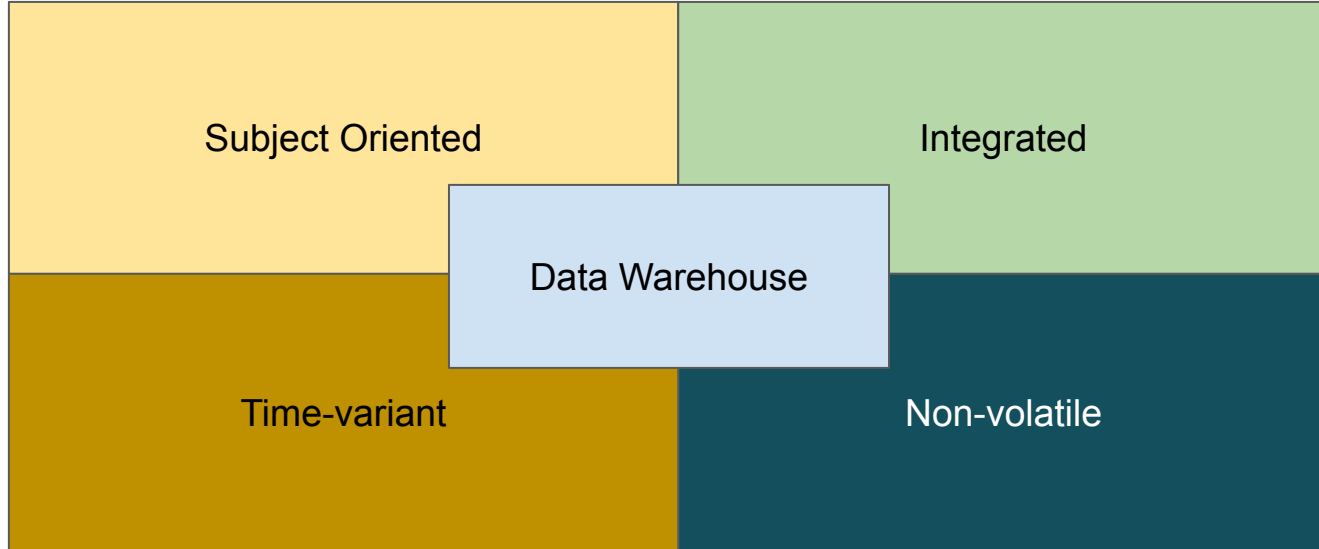 Subject Oriented
Integrated
Data Warehouse
Time-variant
Non-volatile